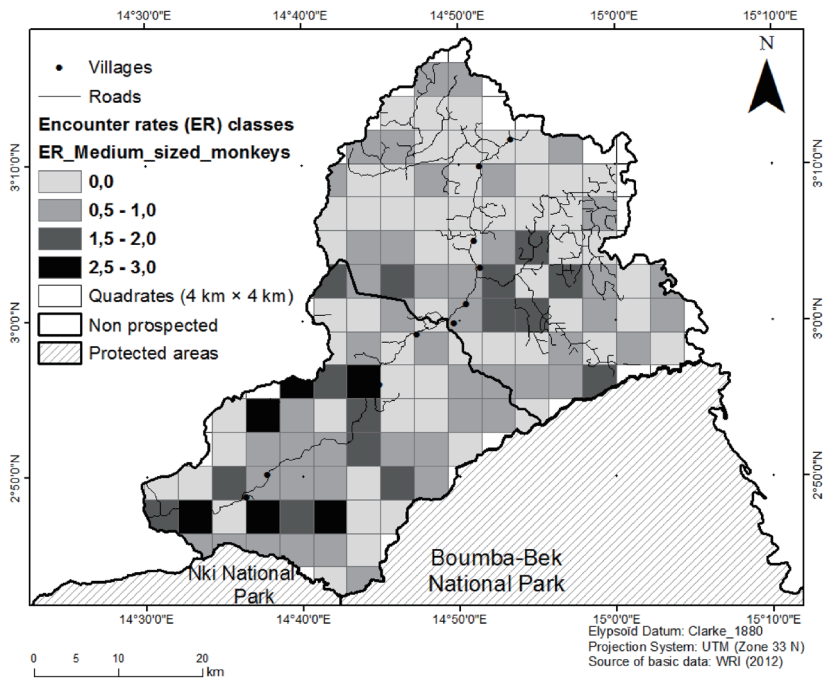 14°30'0"E 14°40'0"E 14°50'0"E 15°0'0"E 15°10'0"E
N
Villages
Roads
Encounter rates (ER) classes
ER_Medium_sized_monkeys
0,0
0,5 - 1,0
1,5 - 2,0
2,5 - 3,0
Quadrates (4 km × 4 km)
Non prospected
Protected areas
3°10'0"N 3°10'0"N
3°0'0"N 3°0'0"N
2°50'0"N 2°50'0"N
Nki National
Park
Boumba-Bek
National Park
14°30'0"E 14°40'0"E 14°50'0"E 15°0'0"E 15°10'0"E
Elypsoïd Datum: Clarke_1880
Projection System: UTM (Zone 33 N)
Source of basic data: WRI (2012)
0 5 10 20
km